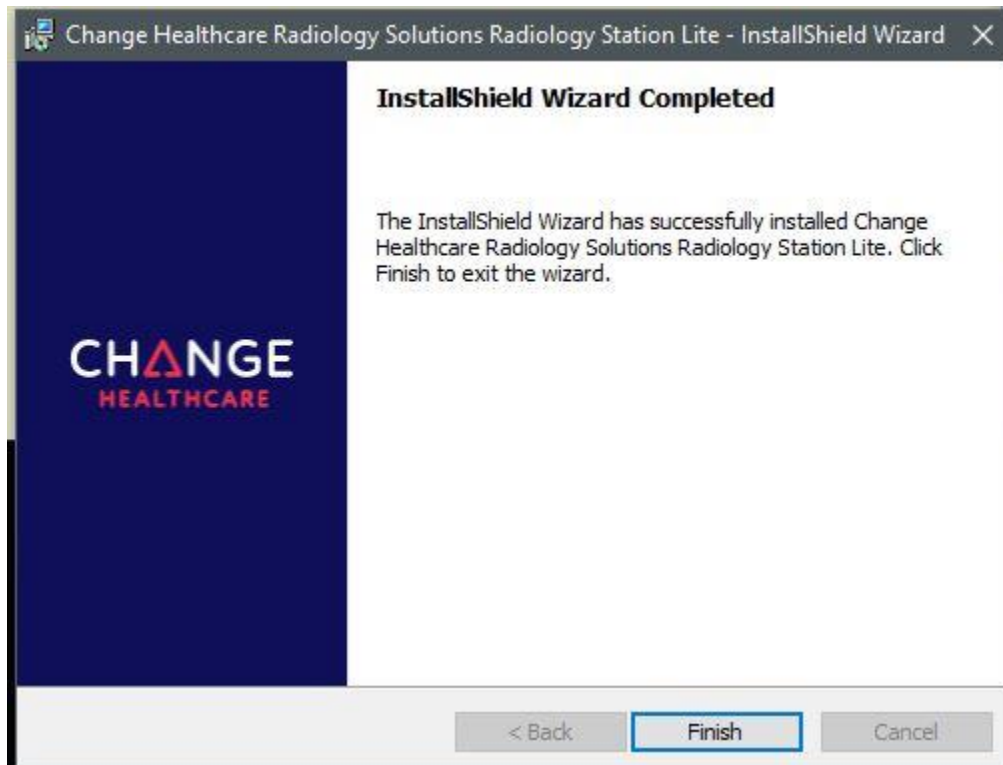 Change Healthcare Radiology Solutions Radiology Station Lite - InstallShield Wizard
InstallShield Wizard Completed
The InstallShield Wizard has successfully installed Change
Healthcare Radiology Solutions Radiology Station Lite. Click
Finish to exit the wizard.
CHANGE
HEALTHCARE
< Back
Finish
Cancel